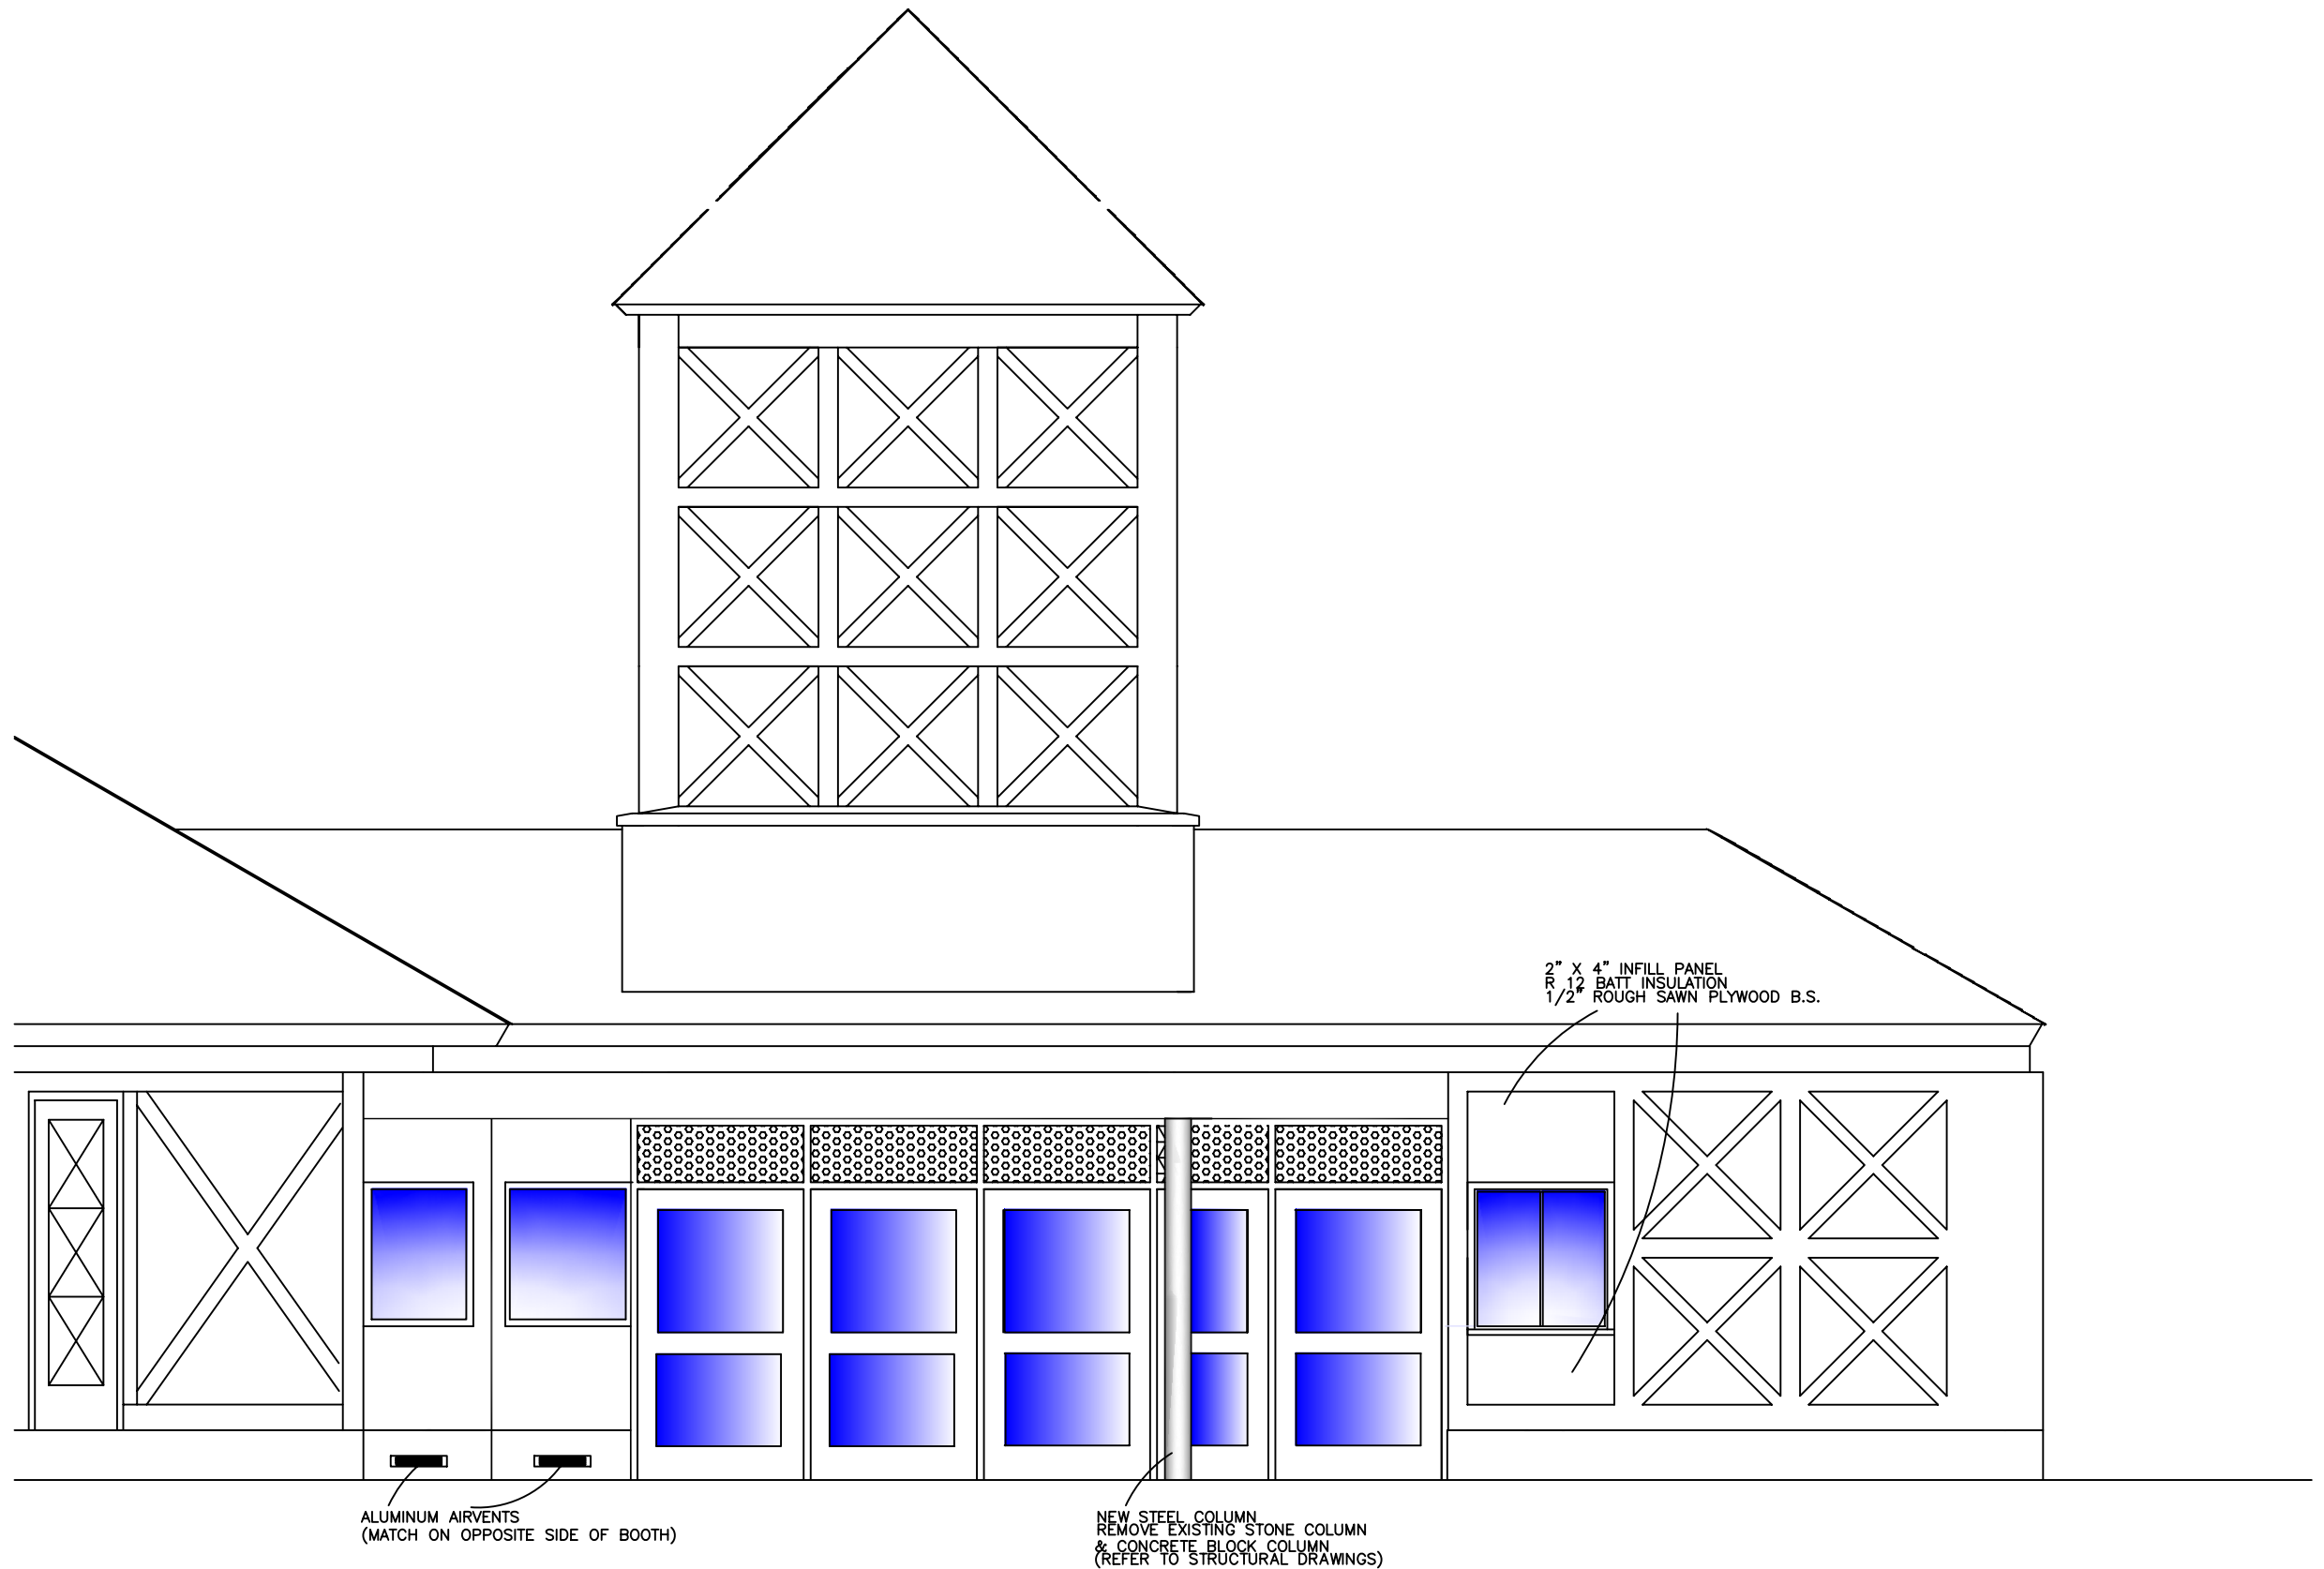 2" X 4" INFILL PANEL
R 12 BATT INSULATION
1/2" ROUGH SAWN PLYWOOD B.S.
ALUMINUM AIRVENTS
(MATCH ON OPPOSITE SIDE OF BOOTH)
NEW STEEL COLUMN
REMOVE EXISTING STONE COLUMN
& CONCRETE BLOCK COLUMN
(REFER TO STRUCTURAL DRAWINGS)